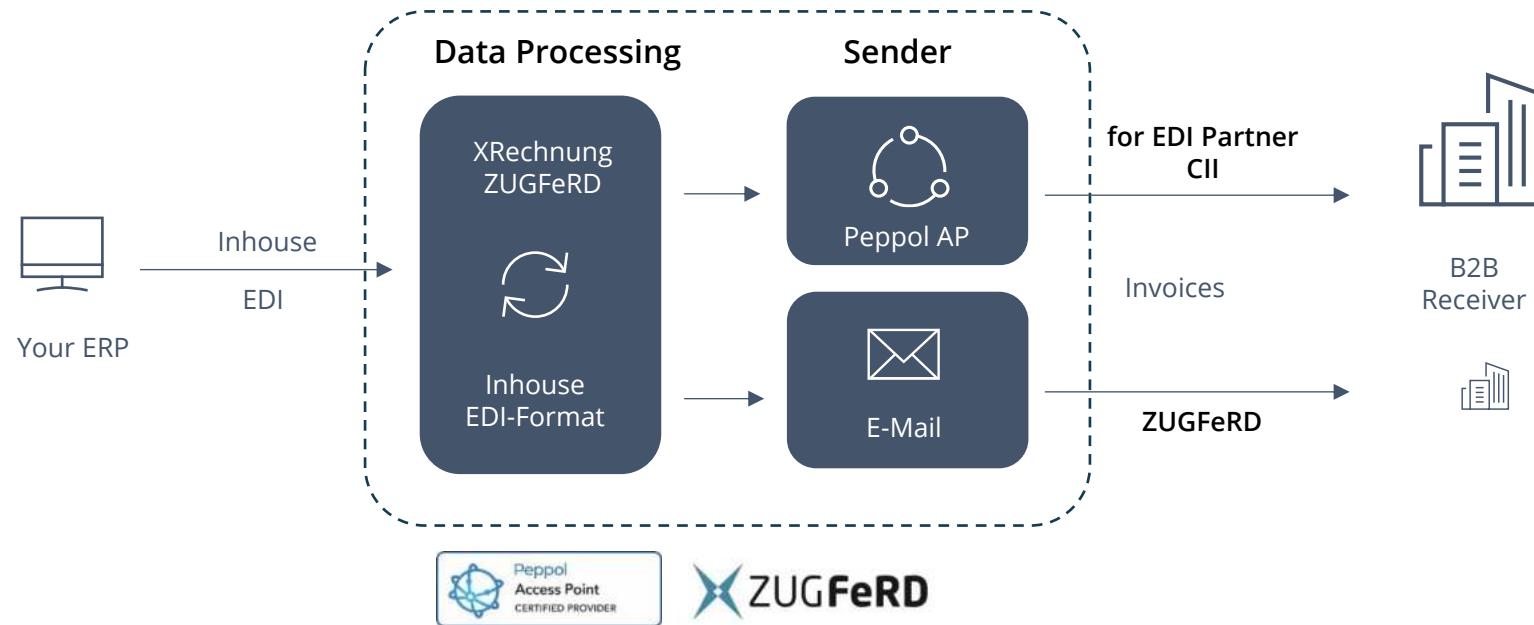 Data Processing
Sender
XRechnung
ZUGFeRD
Inhouse
EDI-Format
Peppol AP
E-Mail
Inhouse
EDI
Your ERP
for EDI Partner
CII
Invoices
ZUGFeRD
B2B
Receiver
Peppol
Access Point
CERTIFIED PROVIDER
ZUGFeRD